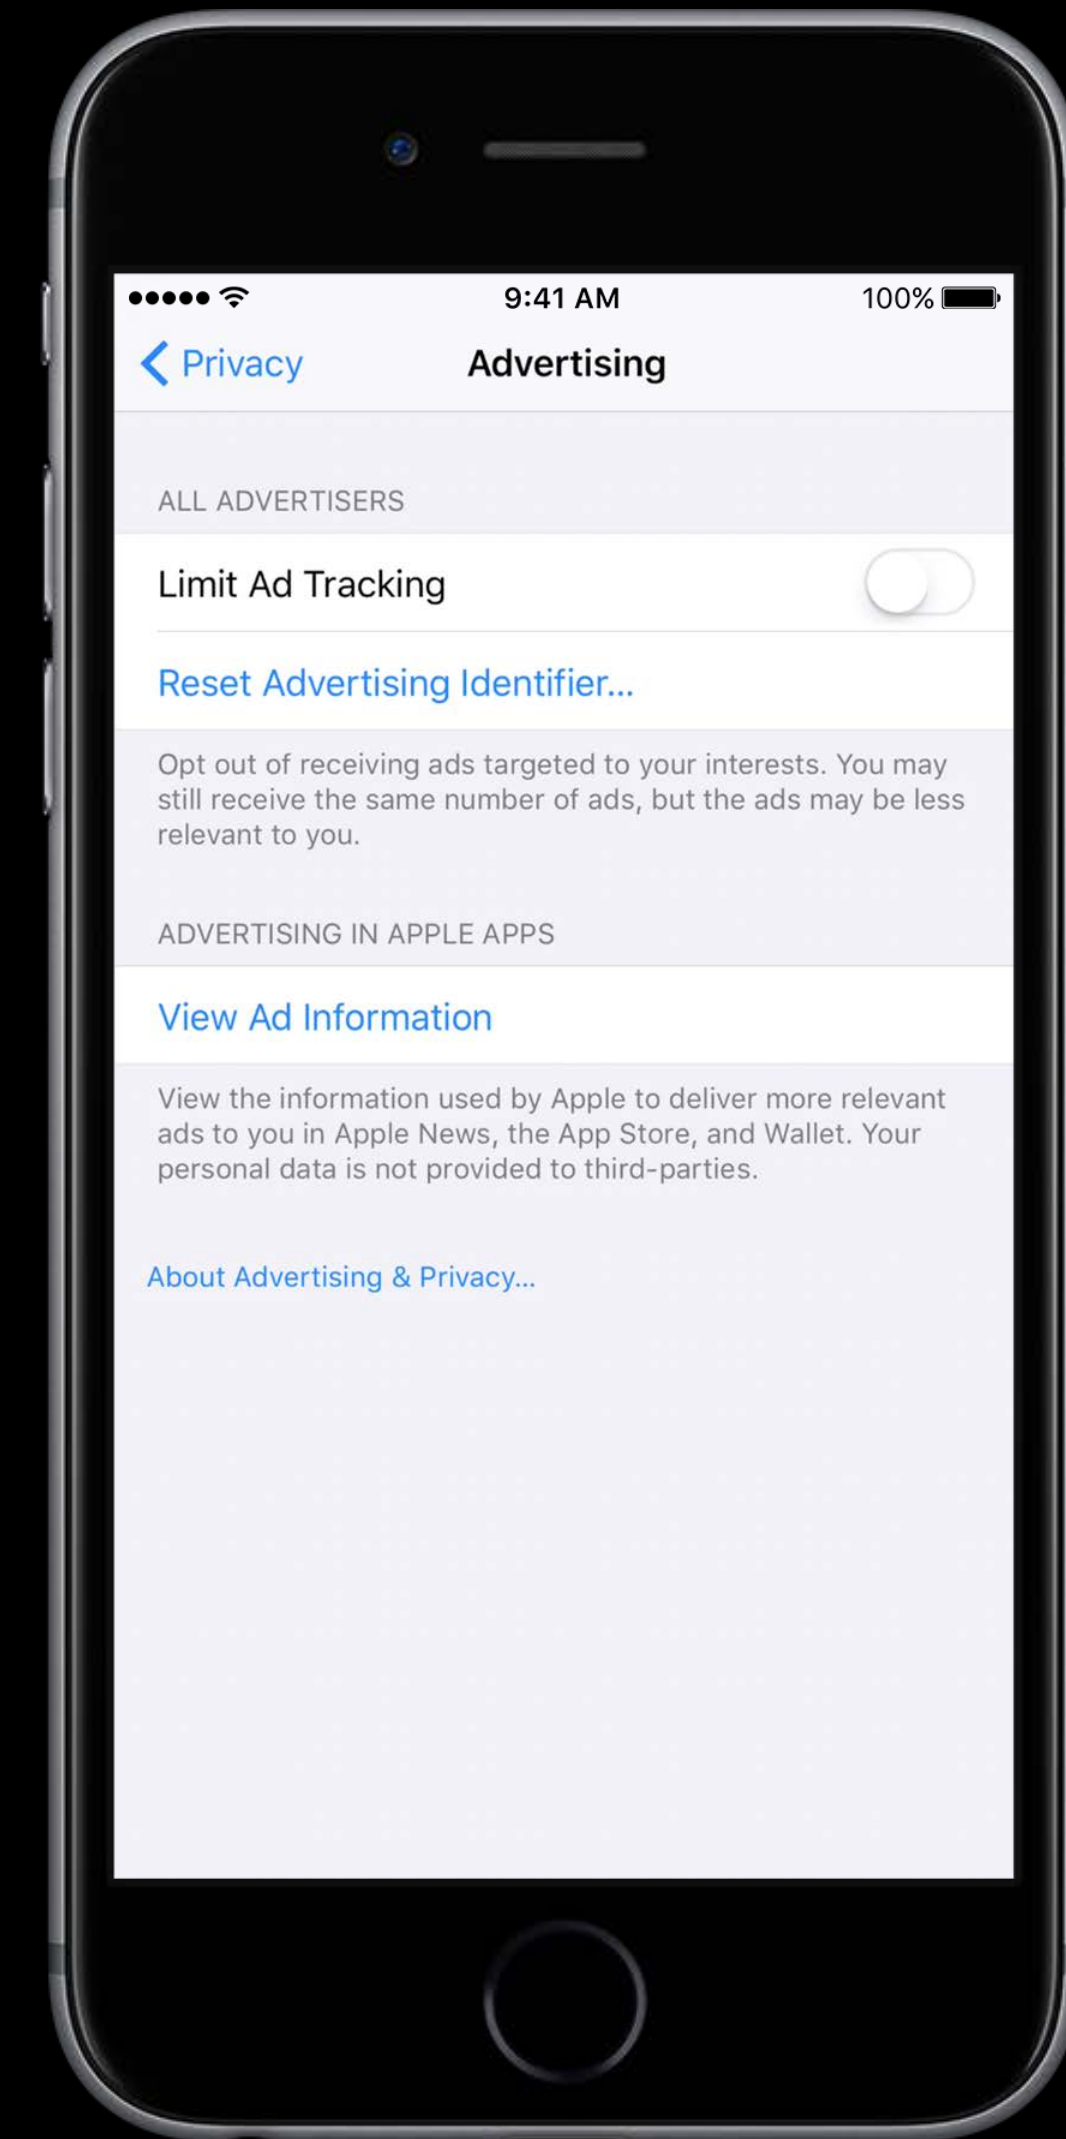 9:41 AM
100%
Privacy
Advertising
ALL ADVERTISERS
Limit Ad Tracking
Reset Advertising Identifier...
Opt out of receiving ads targeted to your interests. You may
still receive the same number of ads, but the ads may be less
relevant to you.
ADVERTISING IN APPLE APPS
View Ad Information
View the information used by Apple to deliver more relevant
ads to you in Apple News, the App Store, and Wallet. Your
personal data is not provided to third-parties.
About Advertising & Privacy...